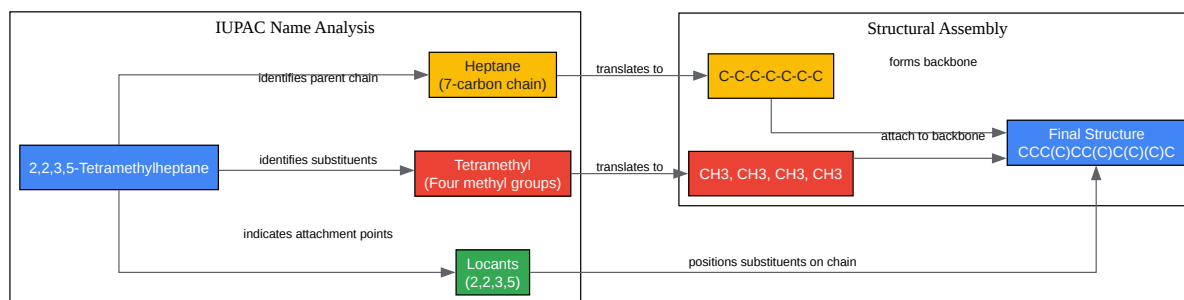 IUPAC Name Analysis
Structural Assembly
Heptane
(7-carbon chain)
identifies parent chain
translates to
C-C-C-C-C-C-C
forms backbone
2,2,3,5-Tetramethylheptane
identifies substituents
Tetramethyl
(Four methyl groups)
translates to
CH3, CH3, CH3, CH3
attach to backbone
Final Structure
CCC(C)CC(C)C(C)(C)C
indicates attachment points
Locants
(2,2,3,5)
positions substituents on chain